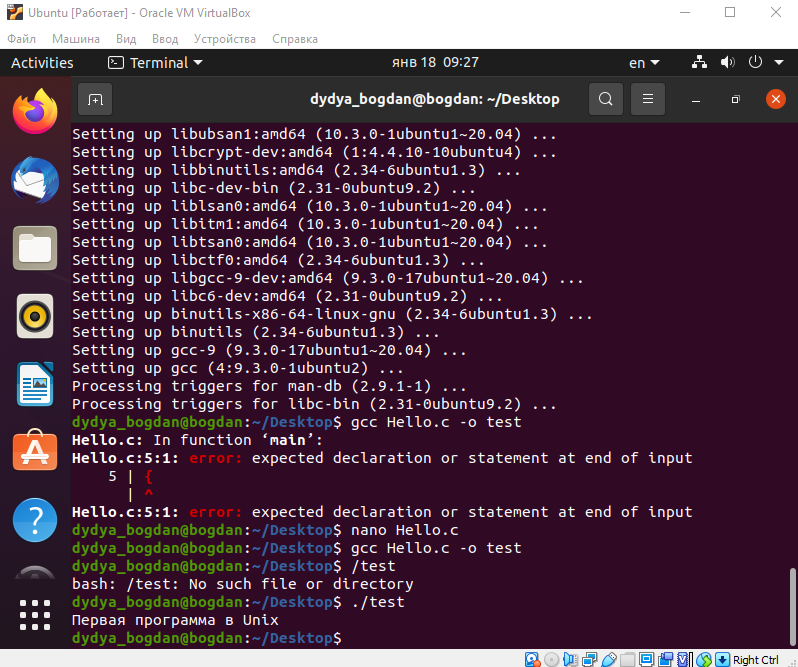 Ubuntu [Работает] - Oracle VM VirtualBox
Файл Машина Вид Ввод Устройства Справка
Activities Terminal янв 18 09:27 en
dydya_bogdan@bogdan: ~/Desktop
Setting up libubsan1:amd64 (10.3.0-1ubuntu1~20.04) ...
Setting up libcrypt-dev:amd64 (1:4.4.10-10ubuntu4) ...
Setting up libbinutils:amd64 (2.34-6ubuntu1.3) ...
Setting up libc-dev-bin (2.31-0ubuntu9.2) ...
Setting up liblsan0:amd64 (10.3.0-1ubuntu1~20.04) ...
Setting up libitm1:amd64 (10.3.0-1ubuntu1~20.04) ...
Setting up libtsan0:amd64 (10.3.0-1ubuntu1~20.04) ...
Setting up libctf0:amd64 (2.34-6ubuntu1.3) ...
Setting up libgcc-9-dev:amd64 (9.3.0-17ubuntu1~20.04) ...
Setting up libc6-dev:amd64 (2.31-0ubuntu9.2) ...
Setting up binutils-x86-64-linux-gnu (2.34-6ubuntu1.3) ...
Setting up binutils (2.34-6ubuntu1.3) ...
Setting up gcc-9 (9.3.0-17ubuntu1~20.04) ...
Setting up gcc (4:9.3.0-1ubuntu2) ...
Processing triggers for man-db (2.9.1-1) ...
Processing triggers for libc-bin (2.31-0ubuntu9.2) ...
dydya_bogdan@bogdan:~/Desktop$ gcc Hello.c -o test
Hello.c: In function ‘main’:
Hello.c:5:1: error: expected declaration or statement at end of input
5 | {
| ^
Hello.c:5:1: error: expected declaration or statement at end of input
dydya_bogdan@bogdan:~/Desktop$ nano Hello.c
dydya_bogdan@bogdan:~/Desktop$ gcc Hello.c -o test
dydya_bogdan@bogdan:~/Desktop$ /test
bash: /test: No such file or directory
dydya_bogdan@bogdan:~/Desktop$ ./test
Первая программа в Unix
dydya_bogdan@bogdan:~/Desktop$
Right Ctrl